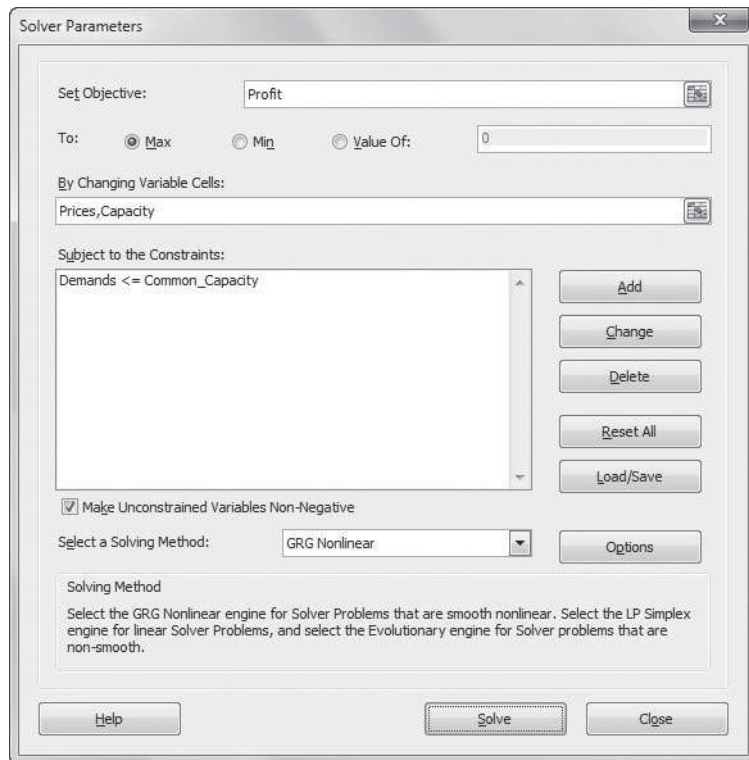 Solver Parameters
X
Set Objective:
Profit
To:
Max
Min
Value Of:
0
By Changing Variable Cells:
Prices,Capacity
Subject to the Constraints:
Demands <= Common_Capacity
Add
Change
Delete
Reset All
Load/Save
Make Unconstrained Variables Non-Negative
Select a Solving Method:
GRG Nonlinear
Options
Solving Method
Select the GRG Nonlinear engine for Solver Problems that are smooth nonlinear. Select the LP Simplex
engine for linear Solver Problems, and select the Evolutionary engine for Solver problems that are
non-smooth.
Help
Solve
Close